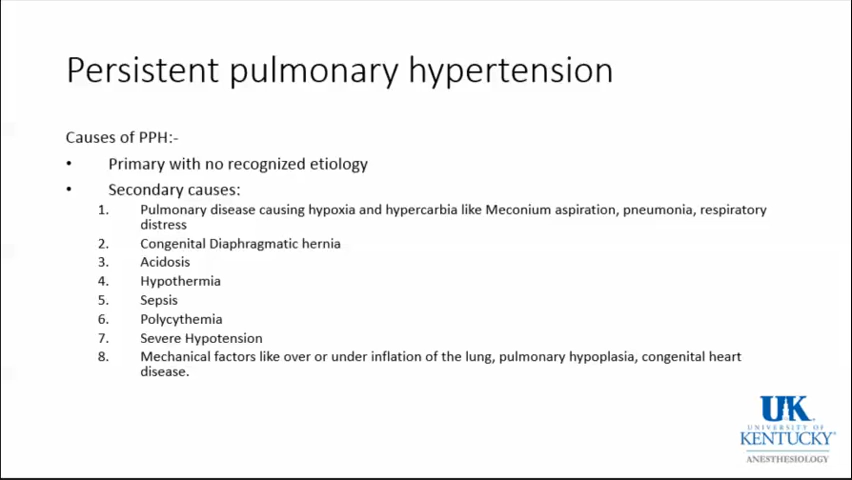 Persistent pulmonary hypertension
Causes of PPH:-
• Primary with no recognized etiology
• Secondary causes:
1. Pulmonary disease causing hypoxia and hypercarbia like Meconium aspiration, pneumonia, respiratory
distress
2. Congenital Diaphragmatic hernia
3. Acidosis
4. Hypothermia
5. Sepsis
6. Polycythemia
7. Severe Hypotension
8. Mechanical factors like over or under inflation of the lung, pulmonary hypoplasia, congenital heart
disease.
UK
UNIVERSITY OF
KENTUCKY
ANESTHESIOLOGY